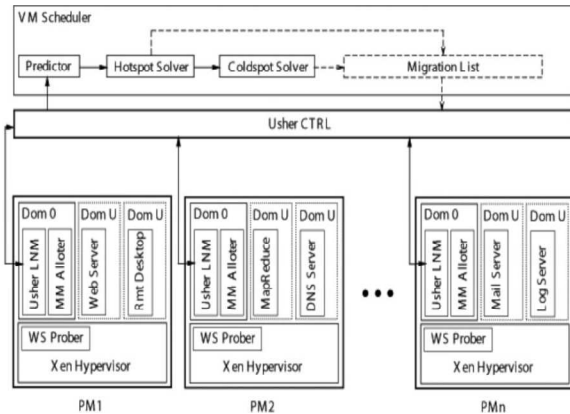 VM Scheduler
Predictor
Hotspot Solver
Coldspot Solver
Migration List
Usher CTRL
Dom 0
Dom U
Dom U
Usher LNM
MM Alloter
Web Server
Rmt Desktop
WS Prober
Xen Hypervisor
PM1
Dom 0
Dom U
Dom U
Usher LNM
MM Alloter
MapReduce
DNS Server
WS Prober
Xen Hypervisor
PM2
Dom 0
Dom U
Dom U
Usher LNM
MM Alloter
Mail Server
Log Server
WS Prober
Xen Hypervisor
PMn